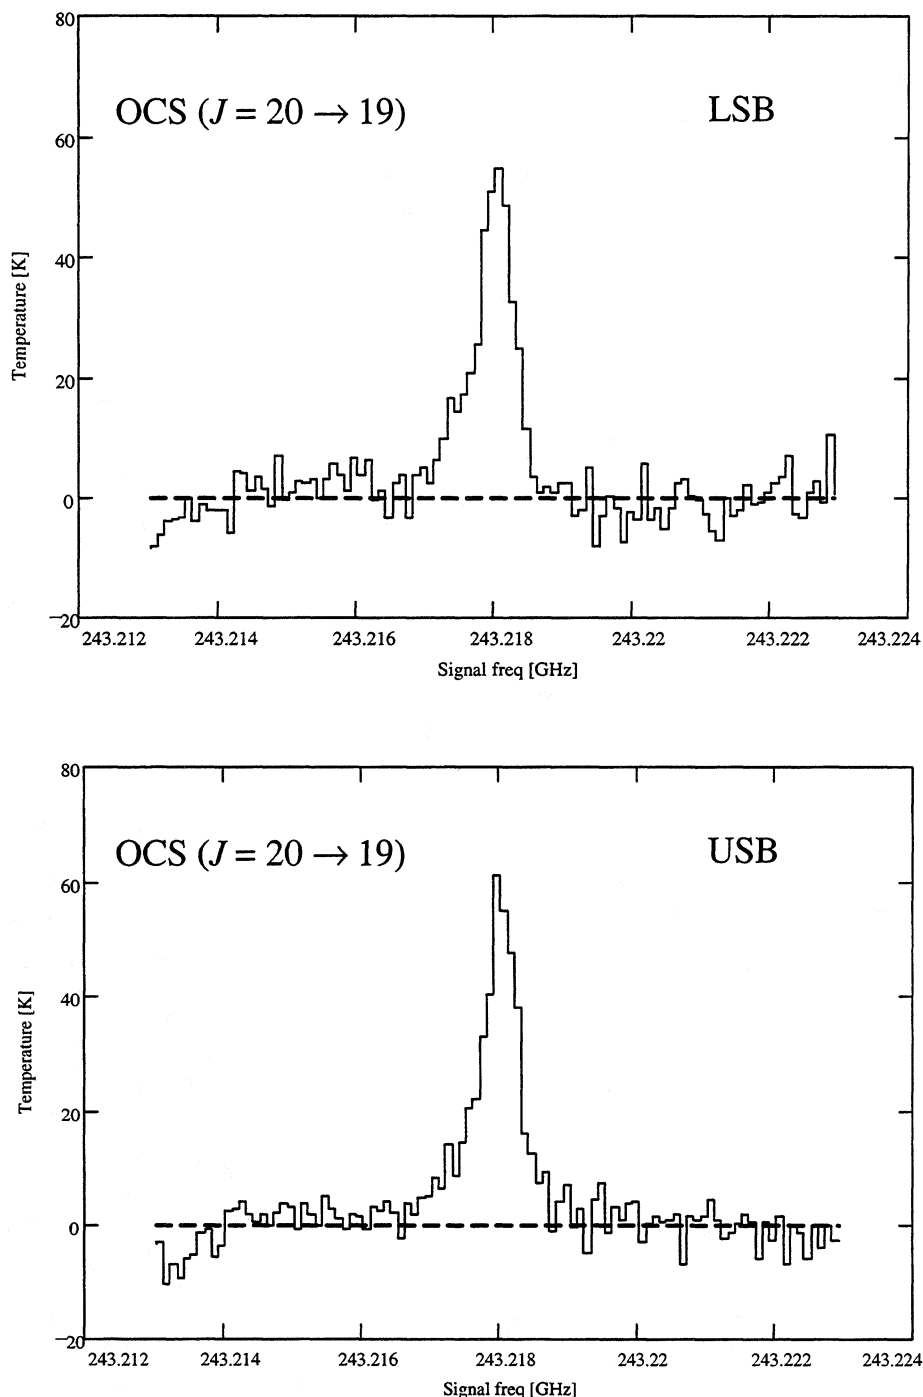 80
OCS (J = 20 → 19) LSB
60
40
Temperature [K]
20
0
−20
243.212 243.214 243.216 243.218 243.22 243.222 243.224
Signal freq [GHz]
80
OCS (J = 20 → 19) USB
60
40
Temperature [K]
20
0
−20
243.212 243.214 243.216 243.218 243.22 243.222 243.224
Signal freq [GHz]